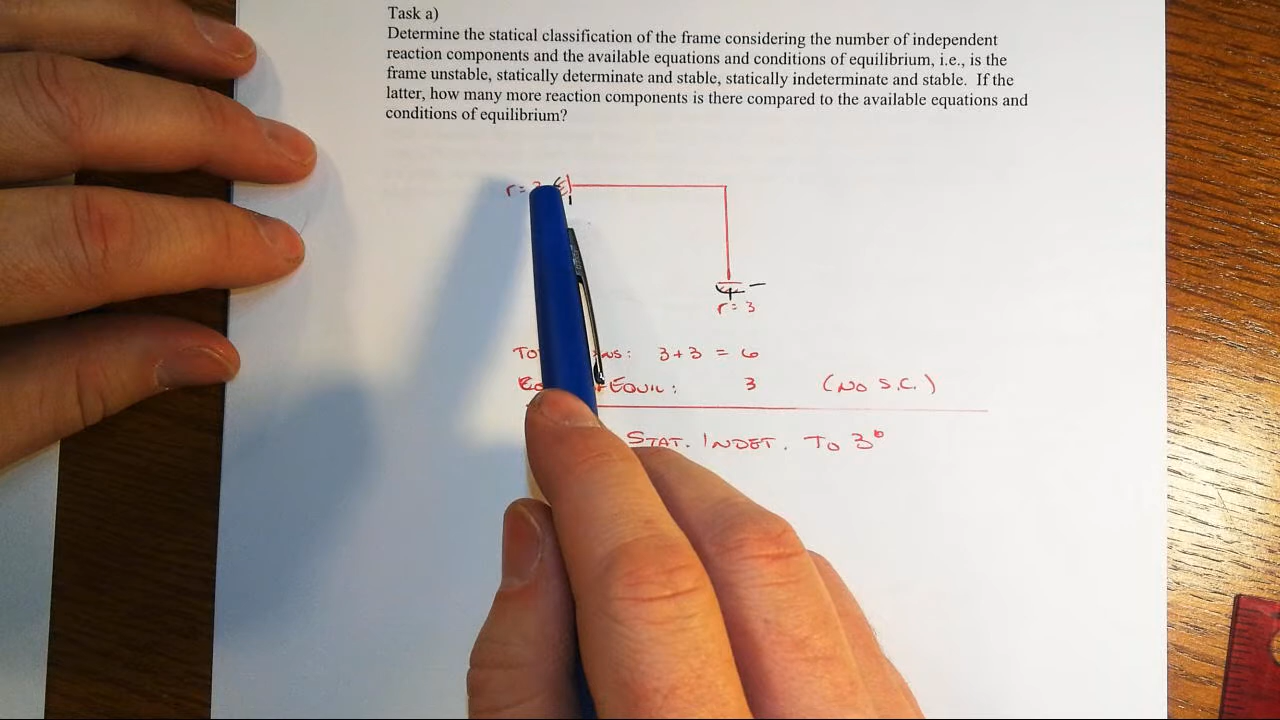 Task a)
Determine the statical classification of the frame considering the number of independent
reaction components and the available equations and conditions of equilibrium, i.e., is the
frame unstable, statically determinate and stable, statically indeterminate and stable. If the
latter, how many more reaction components is there compared to the available equations and
conditions of equilibrium?
r =
r = 3
3 + 3 = 6
EQUIL : 3 (NO S.C.)
STAT. INDET. TO 3°